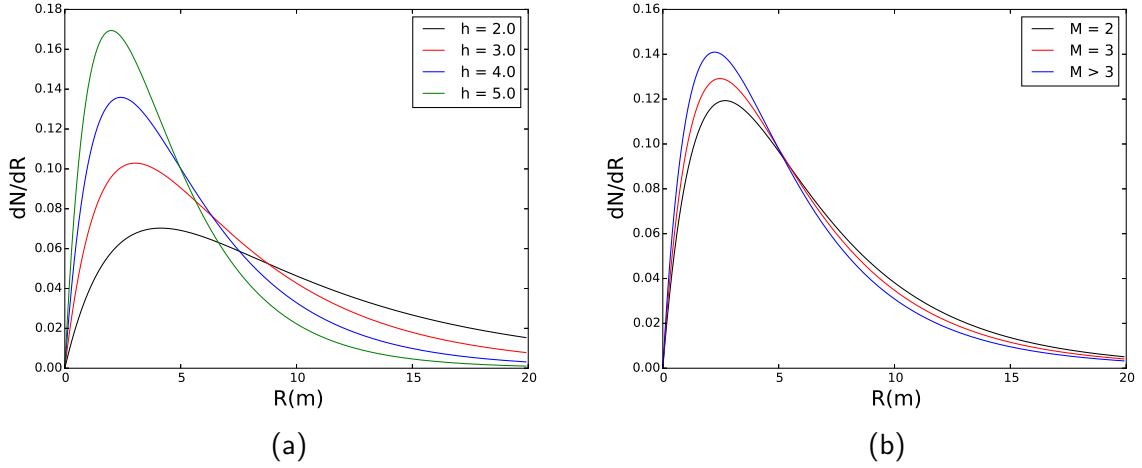 0.18
0.16
0.14
0.12
0.10
0.08
0.06
0.04
0.02
0.00
dN/dR
0
5
10
15
20
R(m)
h = 2.0
h = 3.0
h = 4.0
h = 5.0
(a)
0.16
0.14
0.12
0.10
0.08
0.06
0.04
0.02
0.00
dN/dR
0
5
10
15
20
R(m)
M = 2
M = 3
M > 3
(b)